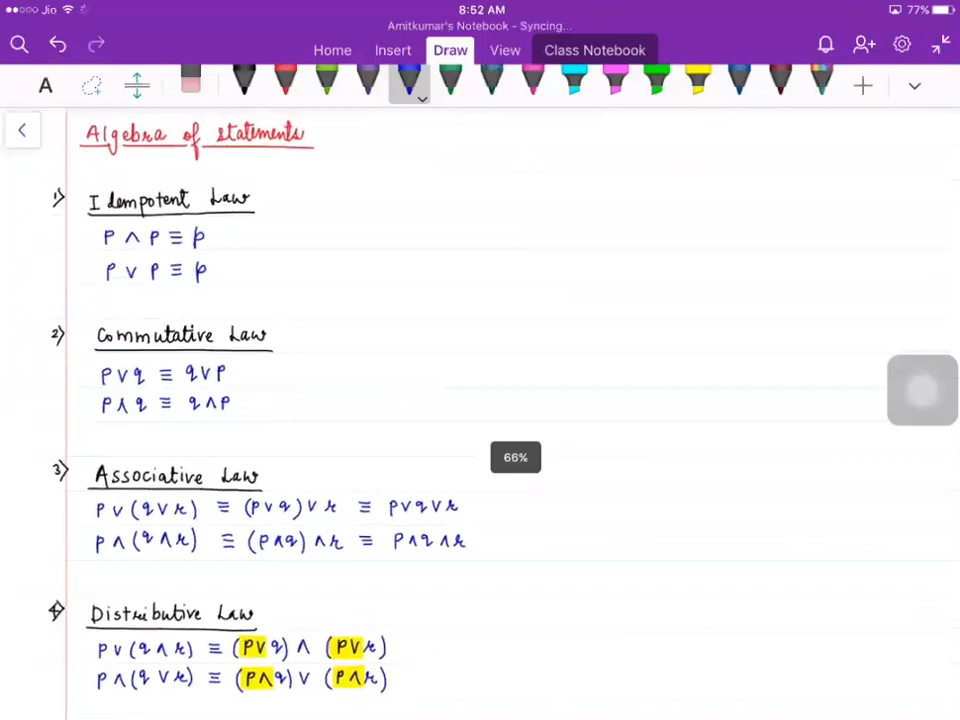 ●●○○○ Jio 8:52 AM 77%
Amitkumar's Notebook - Syncing...
Home Insert Draw View Class Notebook
A
Algebra of statements
1) Idempotent Law
p ∧ p ≡ p
p ∨ p ≡ p
2) Commutative Law
p ∨ q ≡ q ∨ p
p ∧ q ≡ q ∧ p
66%
3) Associative Law
p ∨ (q ∨ r) ≡ (p ∨ q) ∨ r ≡ p ∨ q ∨ r
p ∧ (q ∧ r) ≡ (p ∧ q) ∧ r ≡ p ∧ q ∧ r
4) Distributive Law
p ∨ (q ∧ r) ≡ (p ∨ q) ∧ (p ∨ r)
p ∧ (q ∨ r) ≡ (p ∧ q) ∨ (p ∧ r)